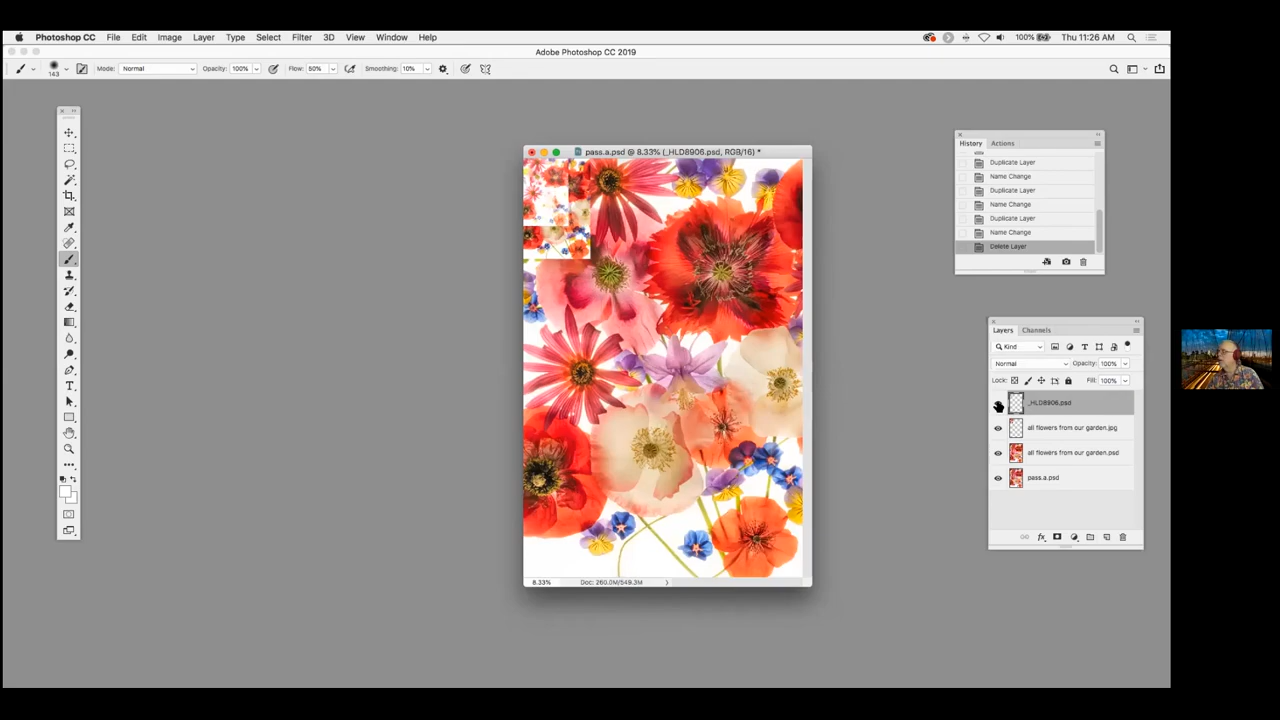 Photoshop CC File Edit Image Layer Type Select Filter 3D View Window Help 100% Thu 11:26 AM
Adobe Photoshop CC 2019
143 Mode: Normal Opacity: 100% Flow: 50% Smoothing: 10%
pass.a.psd @ 8.33% (_HLD8906.psd, RGB/16) *
History Actions
Duplicate Layer
Name Change
Duplicate Layer
Name Change
Duplicate Layer
Name Change
Delete Layer
Layers Channels
Kind
Normal Opacity: 100%
Lock: Fill: 100%
_HLD8906.psd
all flowers from our garden.jpg
all flowers from our garden.psd
pass.a.psd
fx
8.33% Doc: 260.0M/549.3M